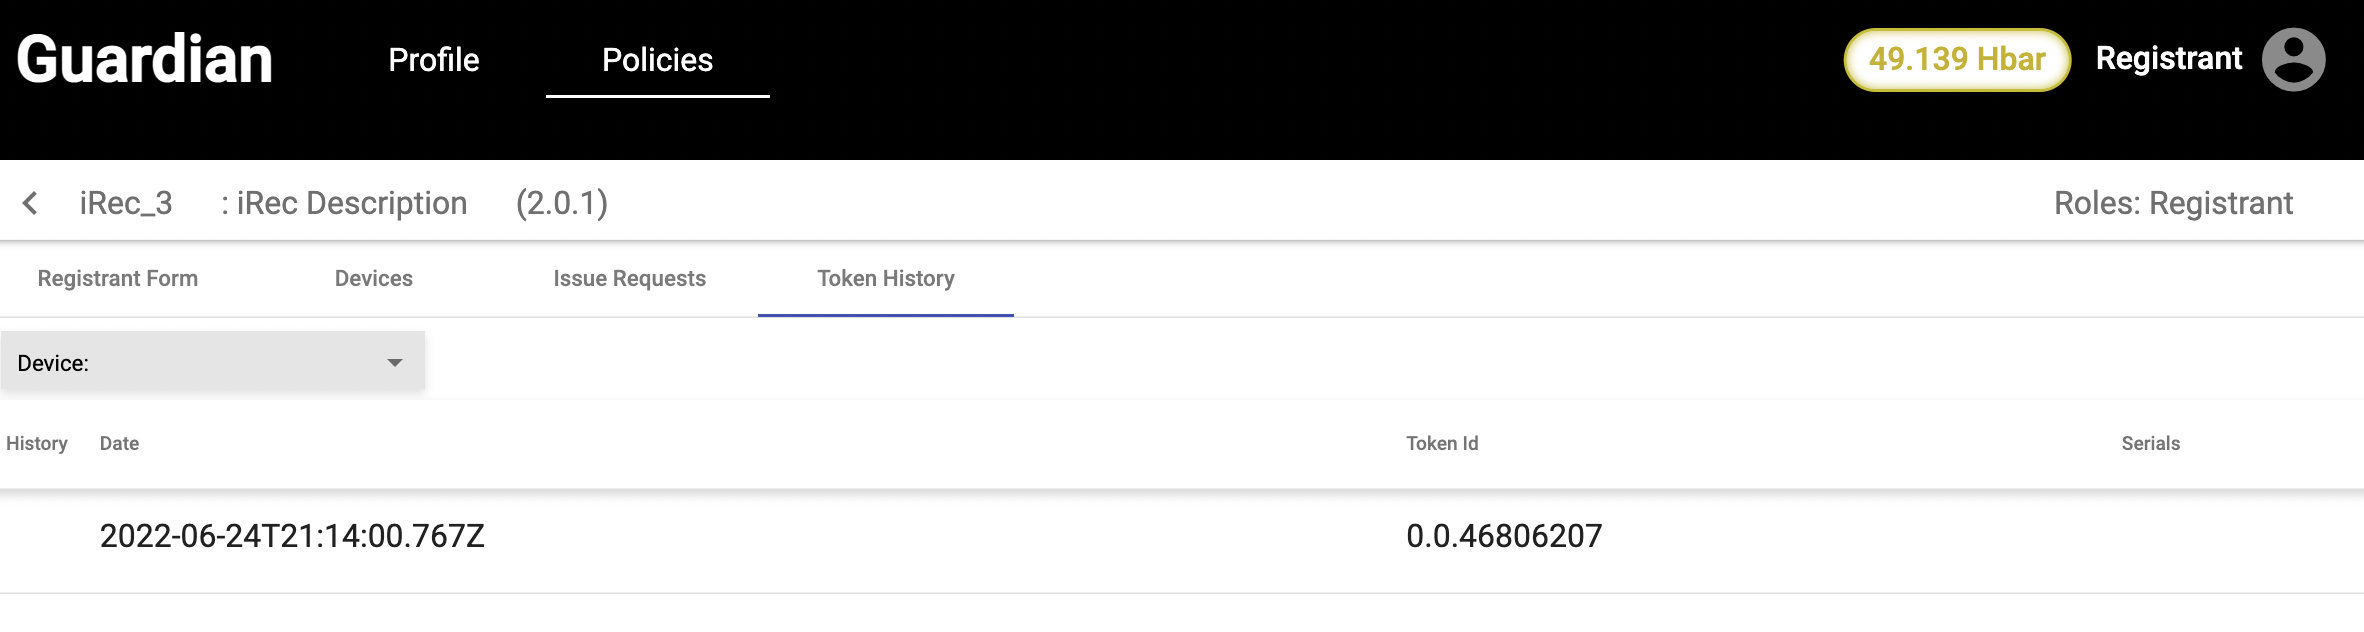 Guardian Profile Policies 49.139 Hbar Registrant
iRec_3 : iRec Description (2.0.1) Roles: Registrant
Registrant Form Devices Issue Requests Token History
Device:
History Date Token Id Serials
2022-06-24T21:14:00.767Z 0.0.46806207